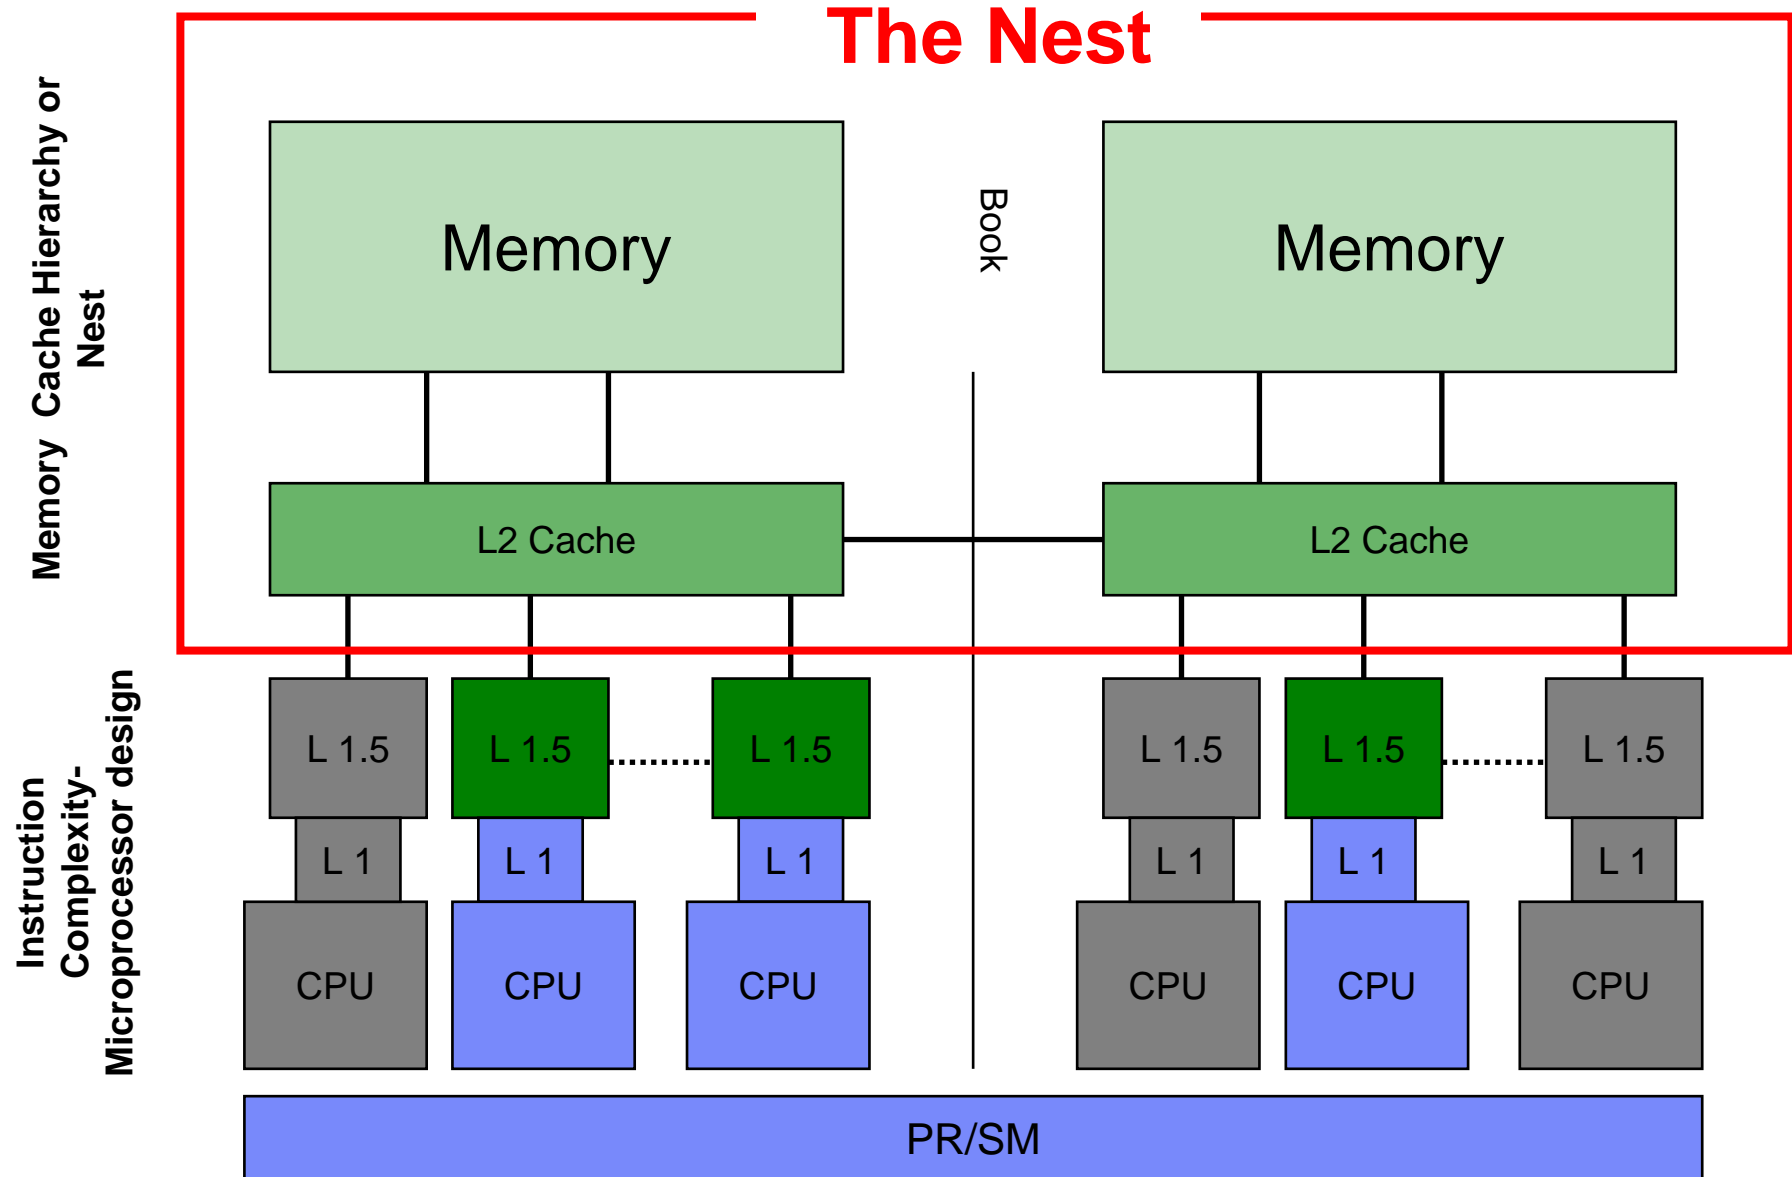 The Nest
Memory Cache Hierarchy or
Nest
Memory
Book
Memory
L2 Cache
L2 Cache
Instruction
Complexity-
Microprocessor design
L 1.5
L 1.5
L 1.5
L 1.5
L 1.5
L 1.5
L 1
L 1
L 1
L 1
L 1
L 1
CPU
CPU
CPU
CPU
CPU
CPU
PR/SM